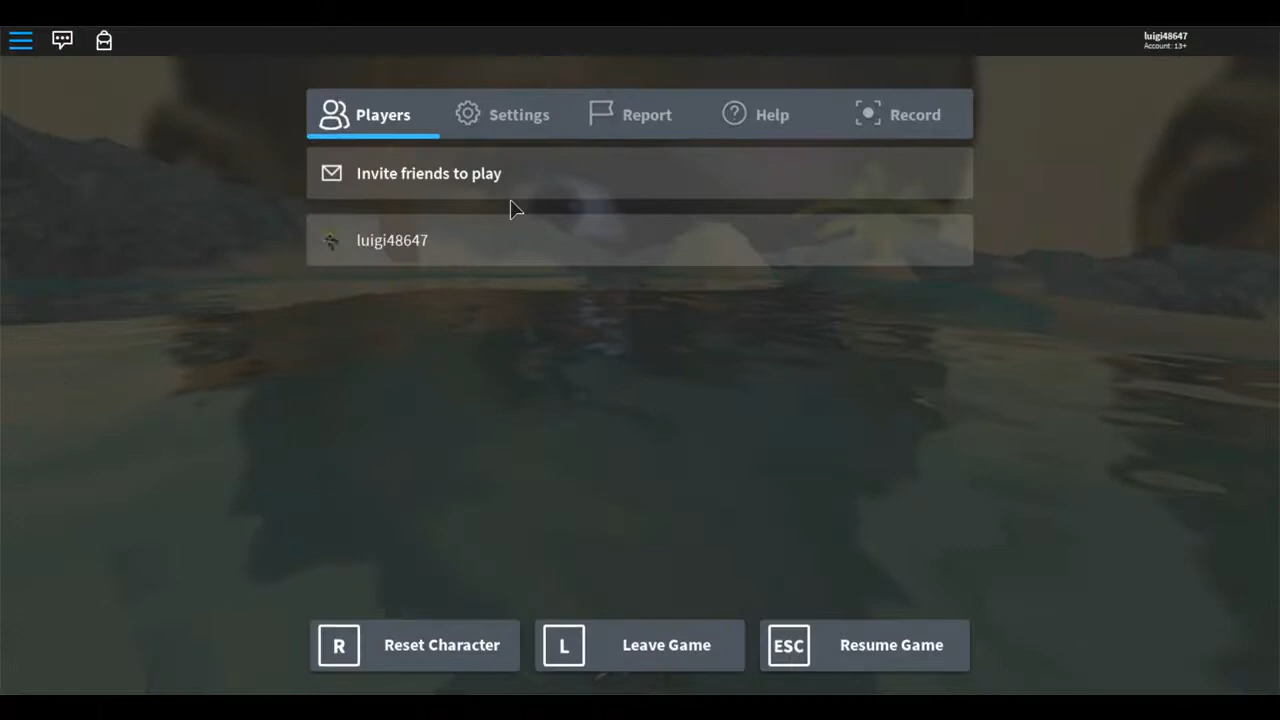 luigi48647
Account: 13+
Players Settings Report Help Record
Invite friends to play
luigi48647
R Reset Character L Leave Game ESC Resume Game